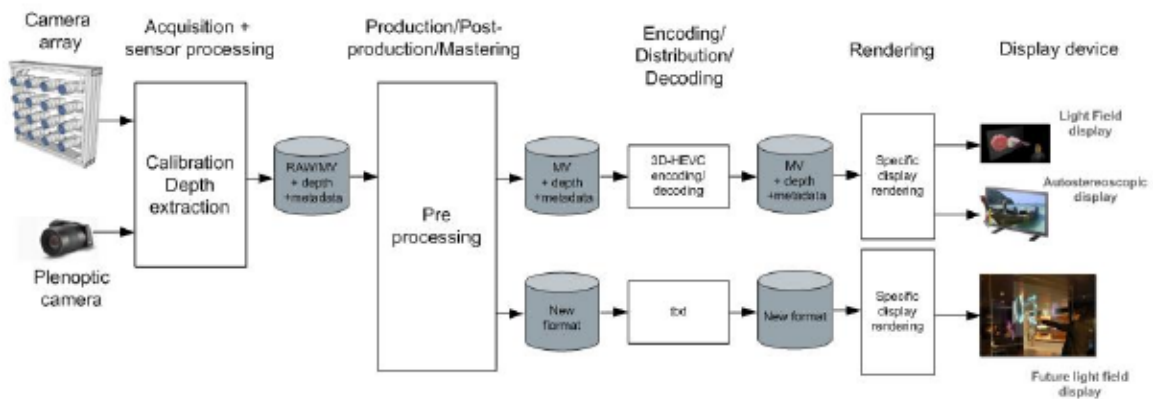 Camera
array
Acquisition +
sensor processing
Production/Post-
production/Mastering
Encoding/
Distribution/
Decoding
Rendering
Display device
Calibration
Depth
extraction
RAW/MV
+ depth
+metadata
Pre
processing
MV
+ depth
+metadata
3D-HEVC
encoding/
decoding
MV
+ depth
+metadata
Specific
display
rendering
Light Field
display
Autostereoscopic
display
Plenoptic
camera
New
format
tbd
New format
Specific
display
rendering
Future light field
display